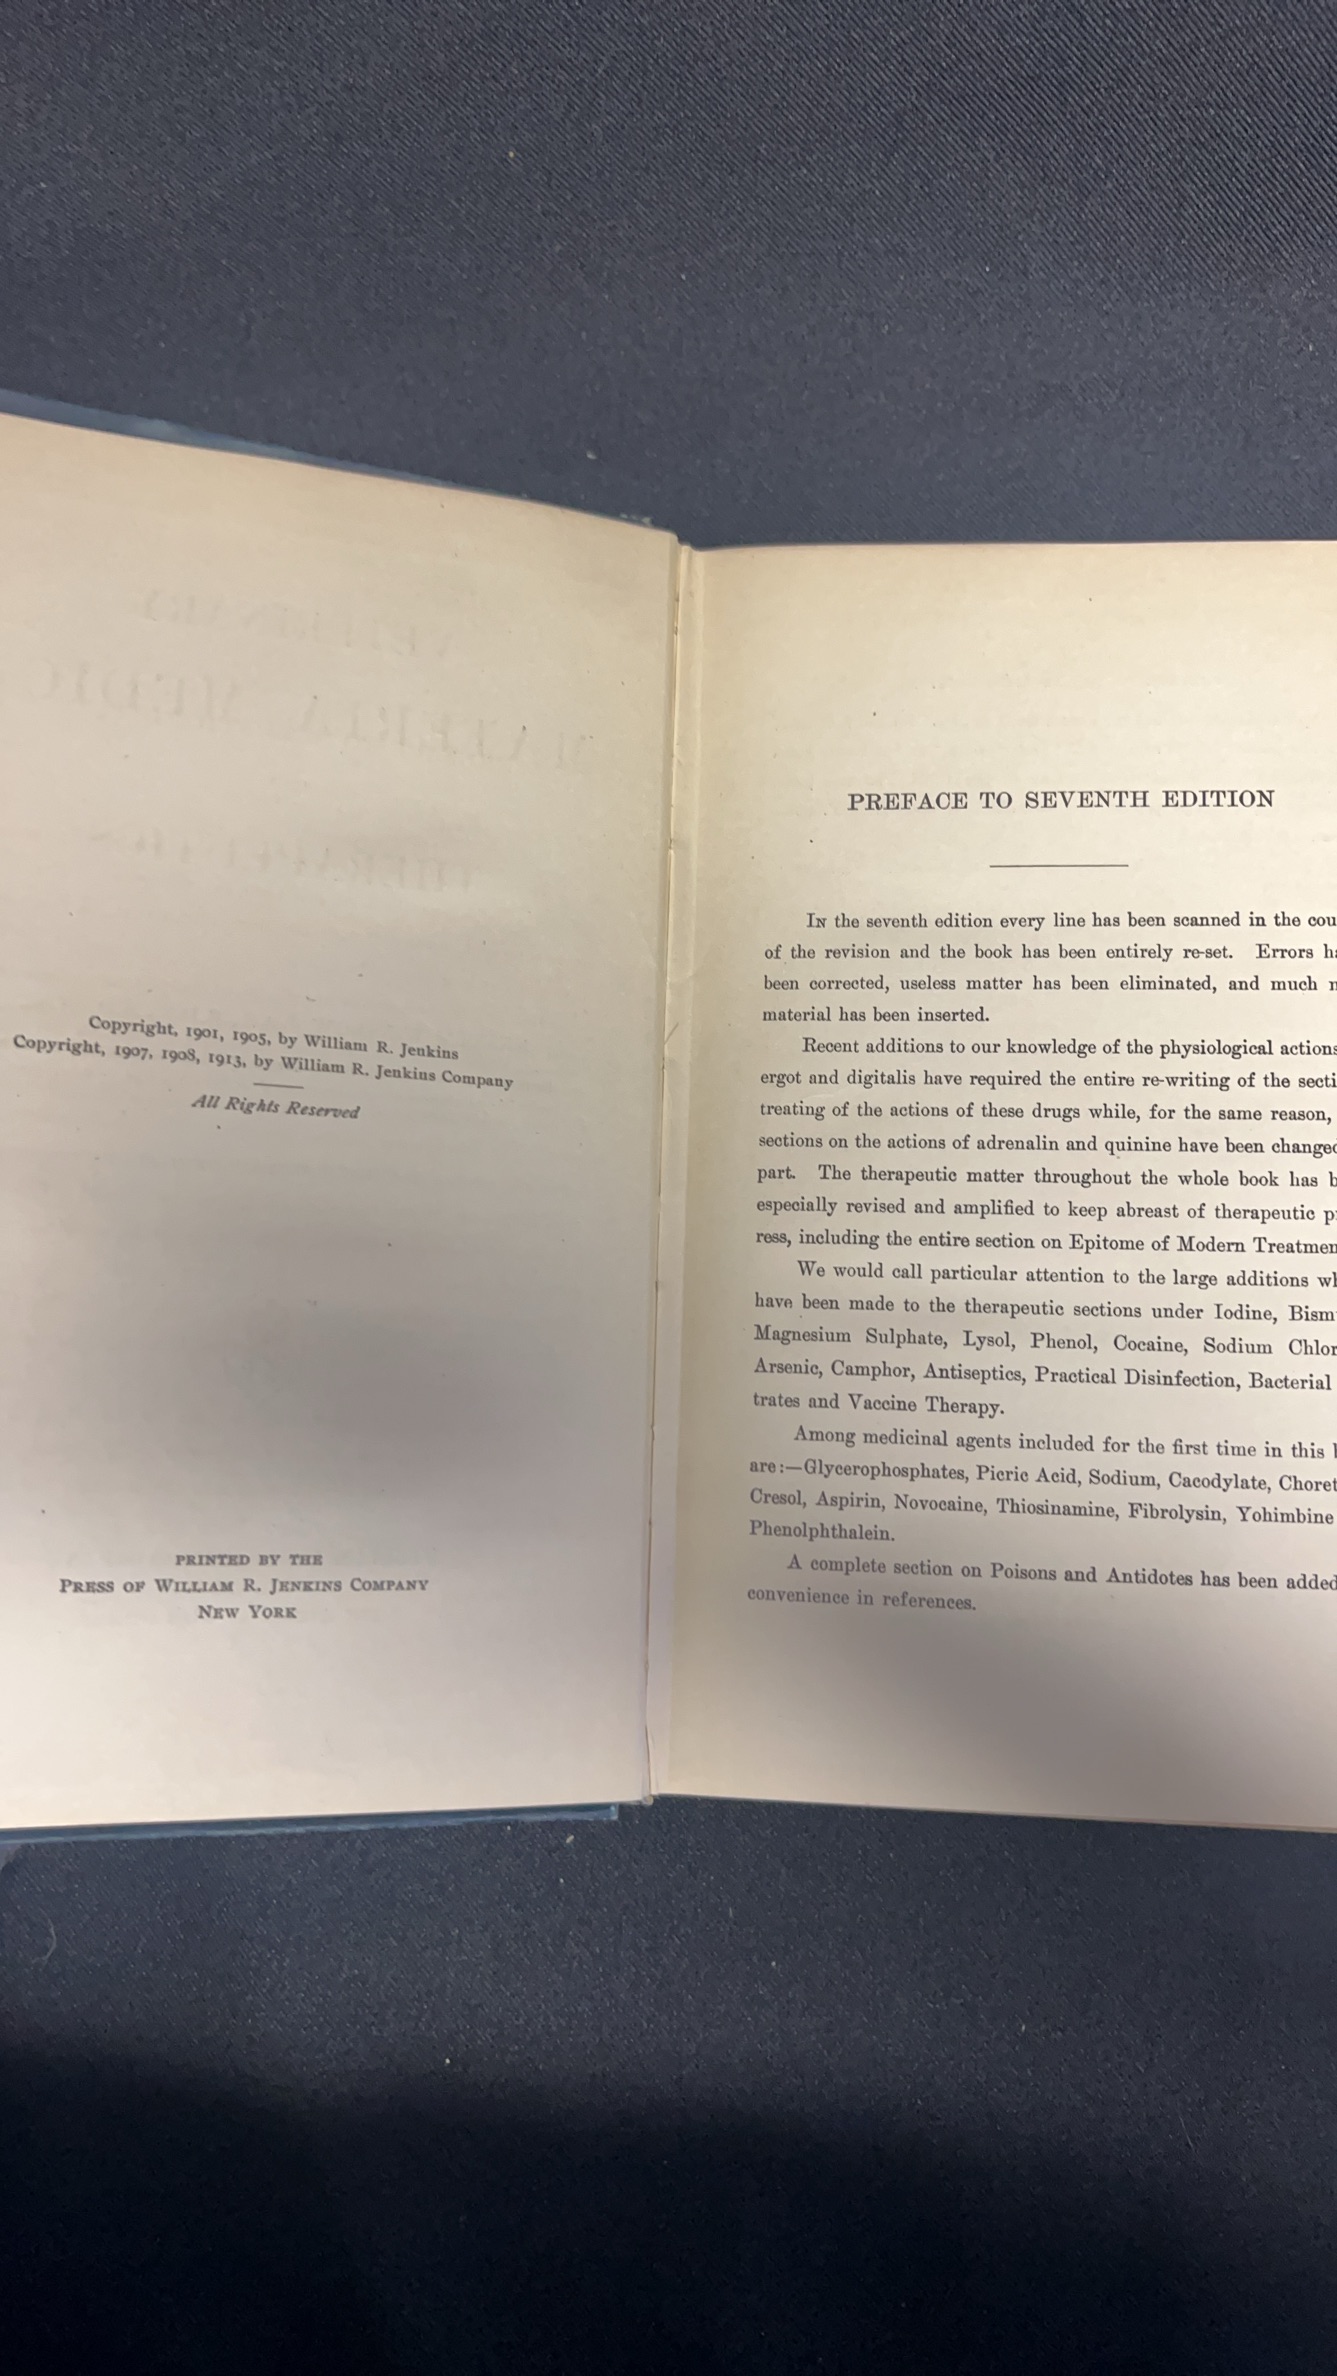 Copyright, 1901, 1905, by William R. Jenkins
Copyright, 1907, 1908, 1913, by William R. Jenkins Company
All Rights Reserved
PRINTED BY THE
PRESS OF WILLIAM R. JENKINS COMPANY
NEW YORK
PREFACE TO SEVENTH EDITION
IN the seventh edition every line has been scanned in the cou
of the revision and the book has been entirely re-set. Errors ha
been corrected, useless matter has been eliminated, and much n
material has been inserted.
Recent additions to our knowledge of the physiological actions
ergot and digitalis have required the entire re-writing of the secti
treating of the actions of these drugs while, for the same reason,
sections on the actions of adrenalin and quinine have been changed
part. The therapeutic matter throughout the whole book has b
especially revised and amplified to keep abreast of therapeutic p
ress, including the entire section on Epitome of Modern Treatmen
We would call particular attention to the large additions wh
have been made to the therapeutic sections under Iodine, Bism
Magnesium Sulphate, Lysol, Phenol, Cocaine, Sodium Chlor
Arsenic, Camphor, Antiseptics, Practical Disinfection, Bacterial
trates and Vaccine Therapy.
Among medicinal agents included for the first time in this
are:—Glycerophosphates, Picric Acid, Sodium, Cacodylate, Choret
Cresol, Aspirin, Novocaine, Thiosinamine, Fibrolysin, Yohimbine
Phenolphthalein.
A complete section on Poisons and Antidotes has been added
convenience in references.